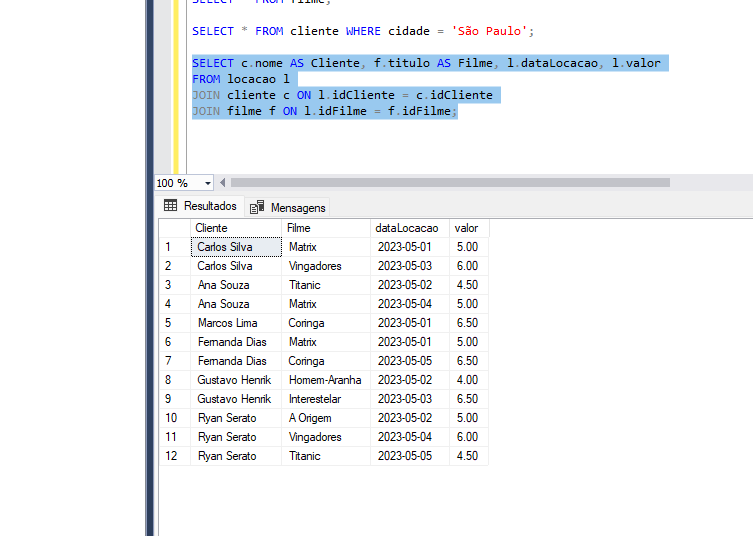 SELECT * FROM filme;
SELECT * FROM cliente WHERE cidade = 'São Paulo';
SELECT c.nome AS Cliente, f.titulo AS Filme, l.dataLocacao, l.valor
FROM locacao l
JOIN cliente c ON l.idCliente = c.idCliente
JOIN filme f ON l.idFilme = f.idFilme;
100 %
Resultados Mensagens
Cliente Filme dataLocacao valor
1 Carlos Silva Matrix 2023-05-01 5.00
2 Carlos Silva Vingadores 2023-05-03 6.00
3 Ana Souza Titanic 2023-05-02 4.50
4 Ana Souza Matrix 2023-05-04 5.00
5 Marcos Lima Coringa 2023-05-01 6.50
6 Fernanda Dias Matrix 2023-05-01 5.00
7 Fernanda Dias Coringa 2023-05-05 6.50
8 Gustavo Henrik Homem-Aranha 2023-05-02 4.00
9 Gustavo Henrik Interestelar 2023-05-03 6.50
10 Ryan Serato A Origem 2023-05-02 5.00
11 Ryan Serato Vingadores 2023-05-04 6.00
12 Ryan Serato Titanic 2023-05-05 4.50